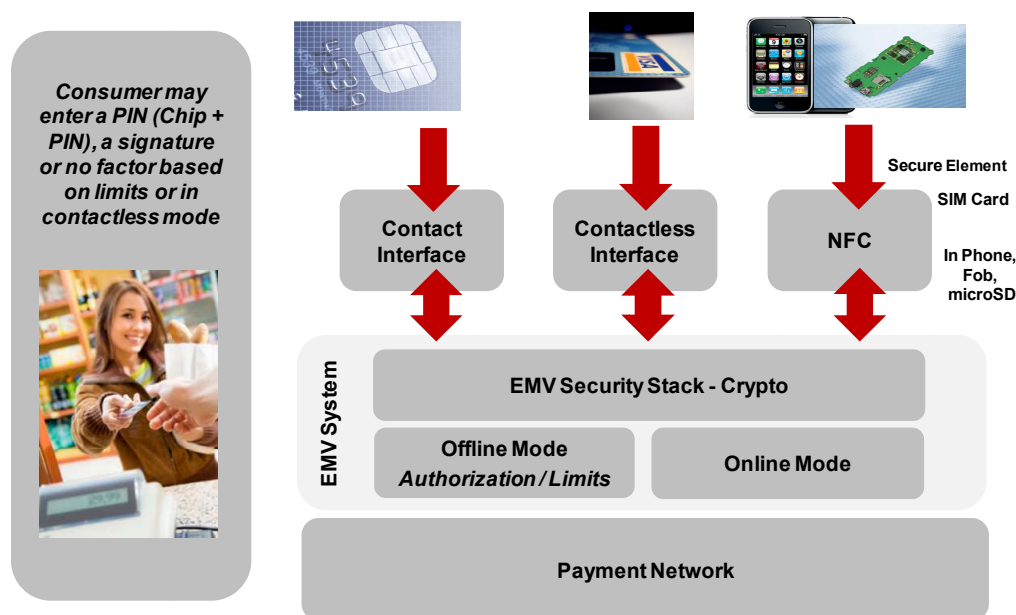 Consumer may
enter a PIN (Chip +
PIN), a signature
or no factor based
on limits or in
contactless mode
VISA
Secure Element
SIM Card
In Phone,
Fob,
microSD
Contact
Interface
Contactless
Interface
NFC
EMV System
EMV Security Stack - Crypto
Offline Mode
Authorization / Limits
Online Mode
Payment Network